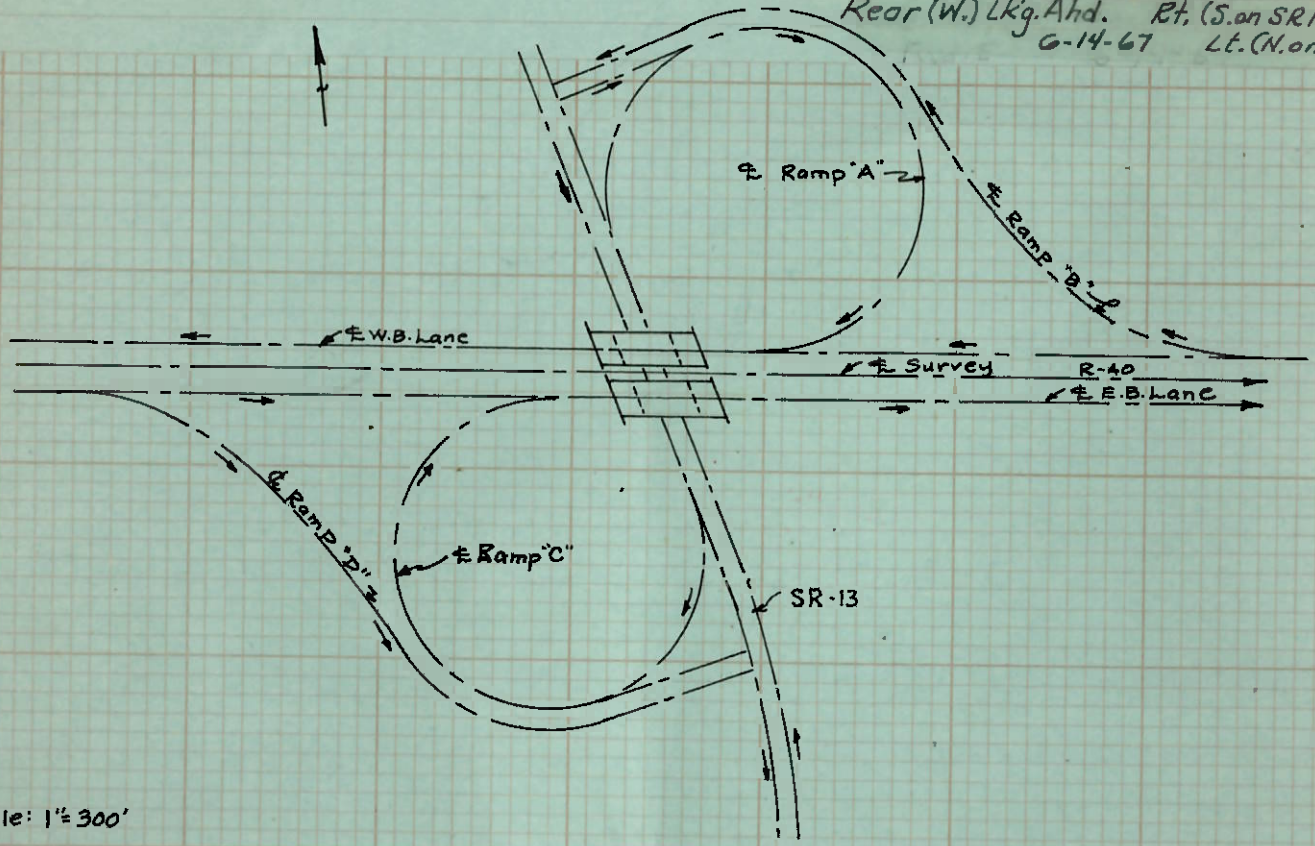 Rear (W.) Lkg. Ahd. Rt. (S. on SR1
6-14-67 Lt. (N. on
℄ Ramp "A"
℄ Ramp "B"
℄ W.B. Lane
℄ Survey R-40
℄ E.B. Lane
℄ Ramp "D"
℄ Ramp "C"
SR-13
le: 1"=300'